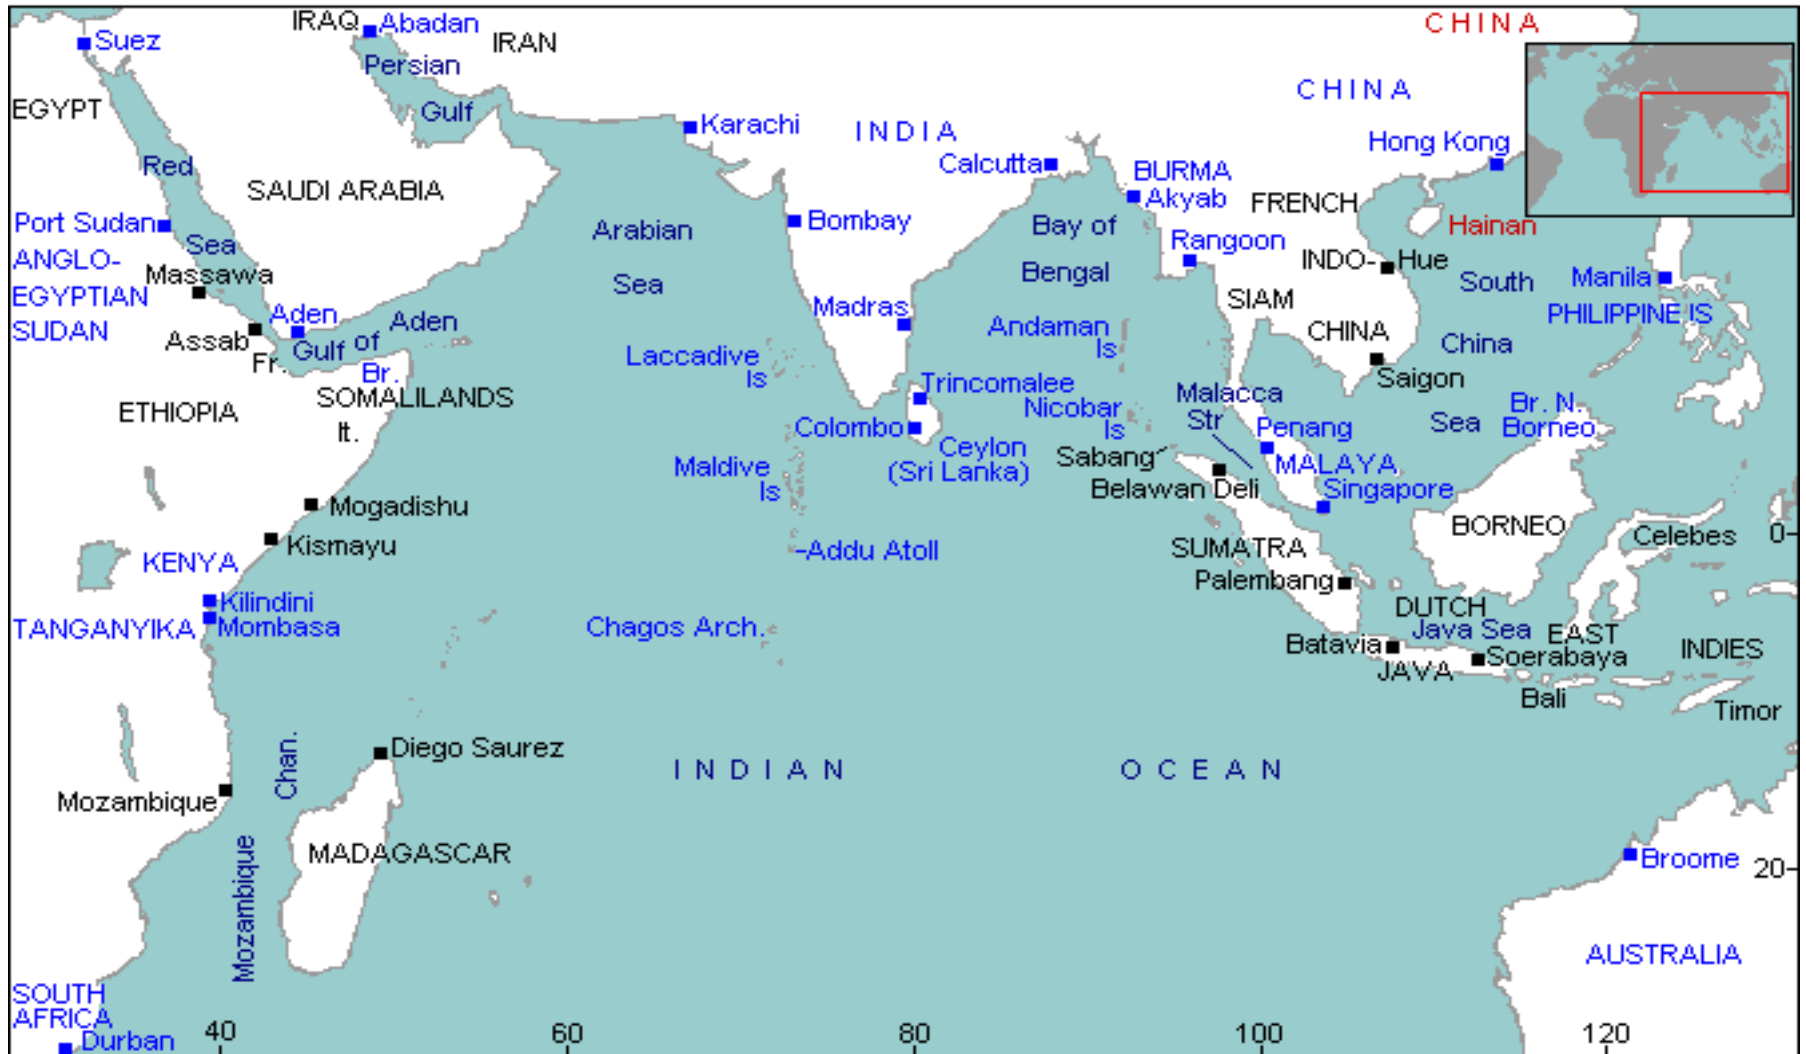 IRAQ
Abadan
IRAN
CHINA
Suez
Persian
Gulf
CHINA
EGYPT
Karachi
INDIA
Hong Kong
Red
Calcutta
BURMA
Akyab
SAUDI ARABIA
FRENCH
Port Sudan
Bombay
Bay of
Hainan
Sea
Arabian
Rangoon
ANGLO-
INDO-
Hue
Massawa
Bengal
Sea
South
Manila
EGYPTIAN
SIAM
Madras
PHILIPPINE IS
SUDAN
Aden
Aden
Andaman
Is
CHINA
Assab
Gulf of
China
Fr.
Laccadive
Is
Br.
Saigon
Trincomalee
Malacca
Str
SOMALILANDS
ETHIOPIA
Nicobar
Is
Br. N.
Borneo
It.
Colombo
Sea
Penang
Ceylon
(Sri Lanka)
Sabang
Maldive
Is
MALAYA
Belawan Deli
Singapore
Mogadishu
BORNEO
Celebes
0
Kismayu
-Addu Atoll
SUMATRA
KENYA
Palembang
Kilindini
DUTCH
TANGANYIKA
Mombasa
Chagos Arch.
Java Sea
EAST
INDIES
Batavia
Soerabaya
JAVA
Bali
Timor
Chan.
Diego Saurez
INDIAN
OCEAN
Mozambique
MADAGASCAR
Broome
20
Mozambique
AUSTRALIA
SOUTH
AFRICA
Durban
40
60
80
100
120